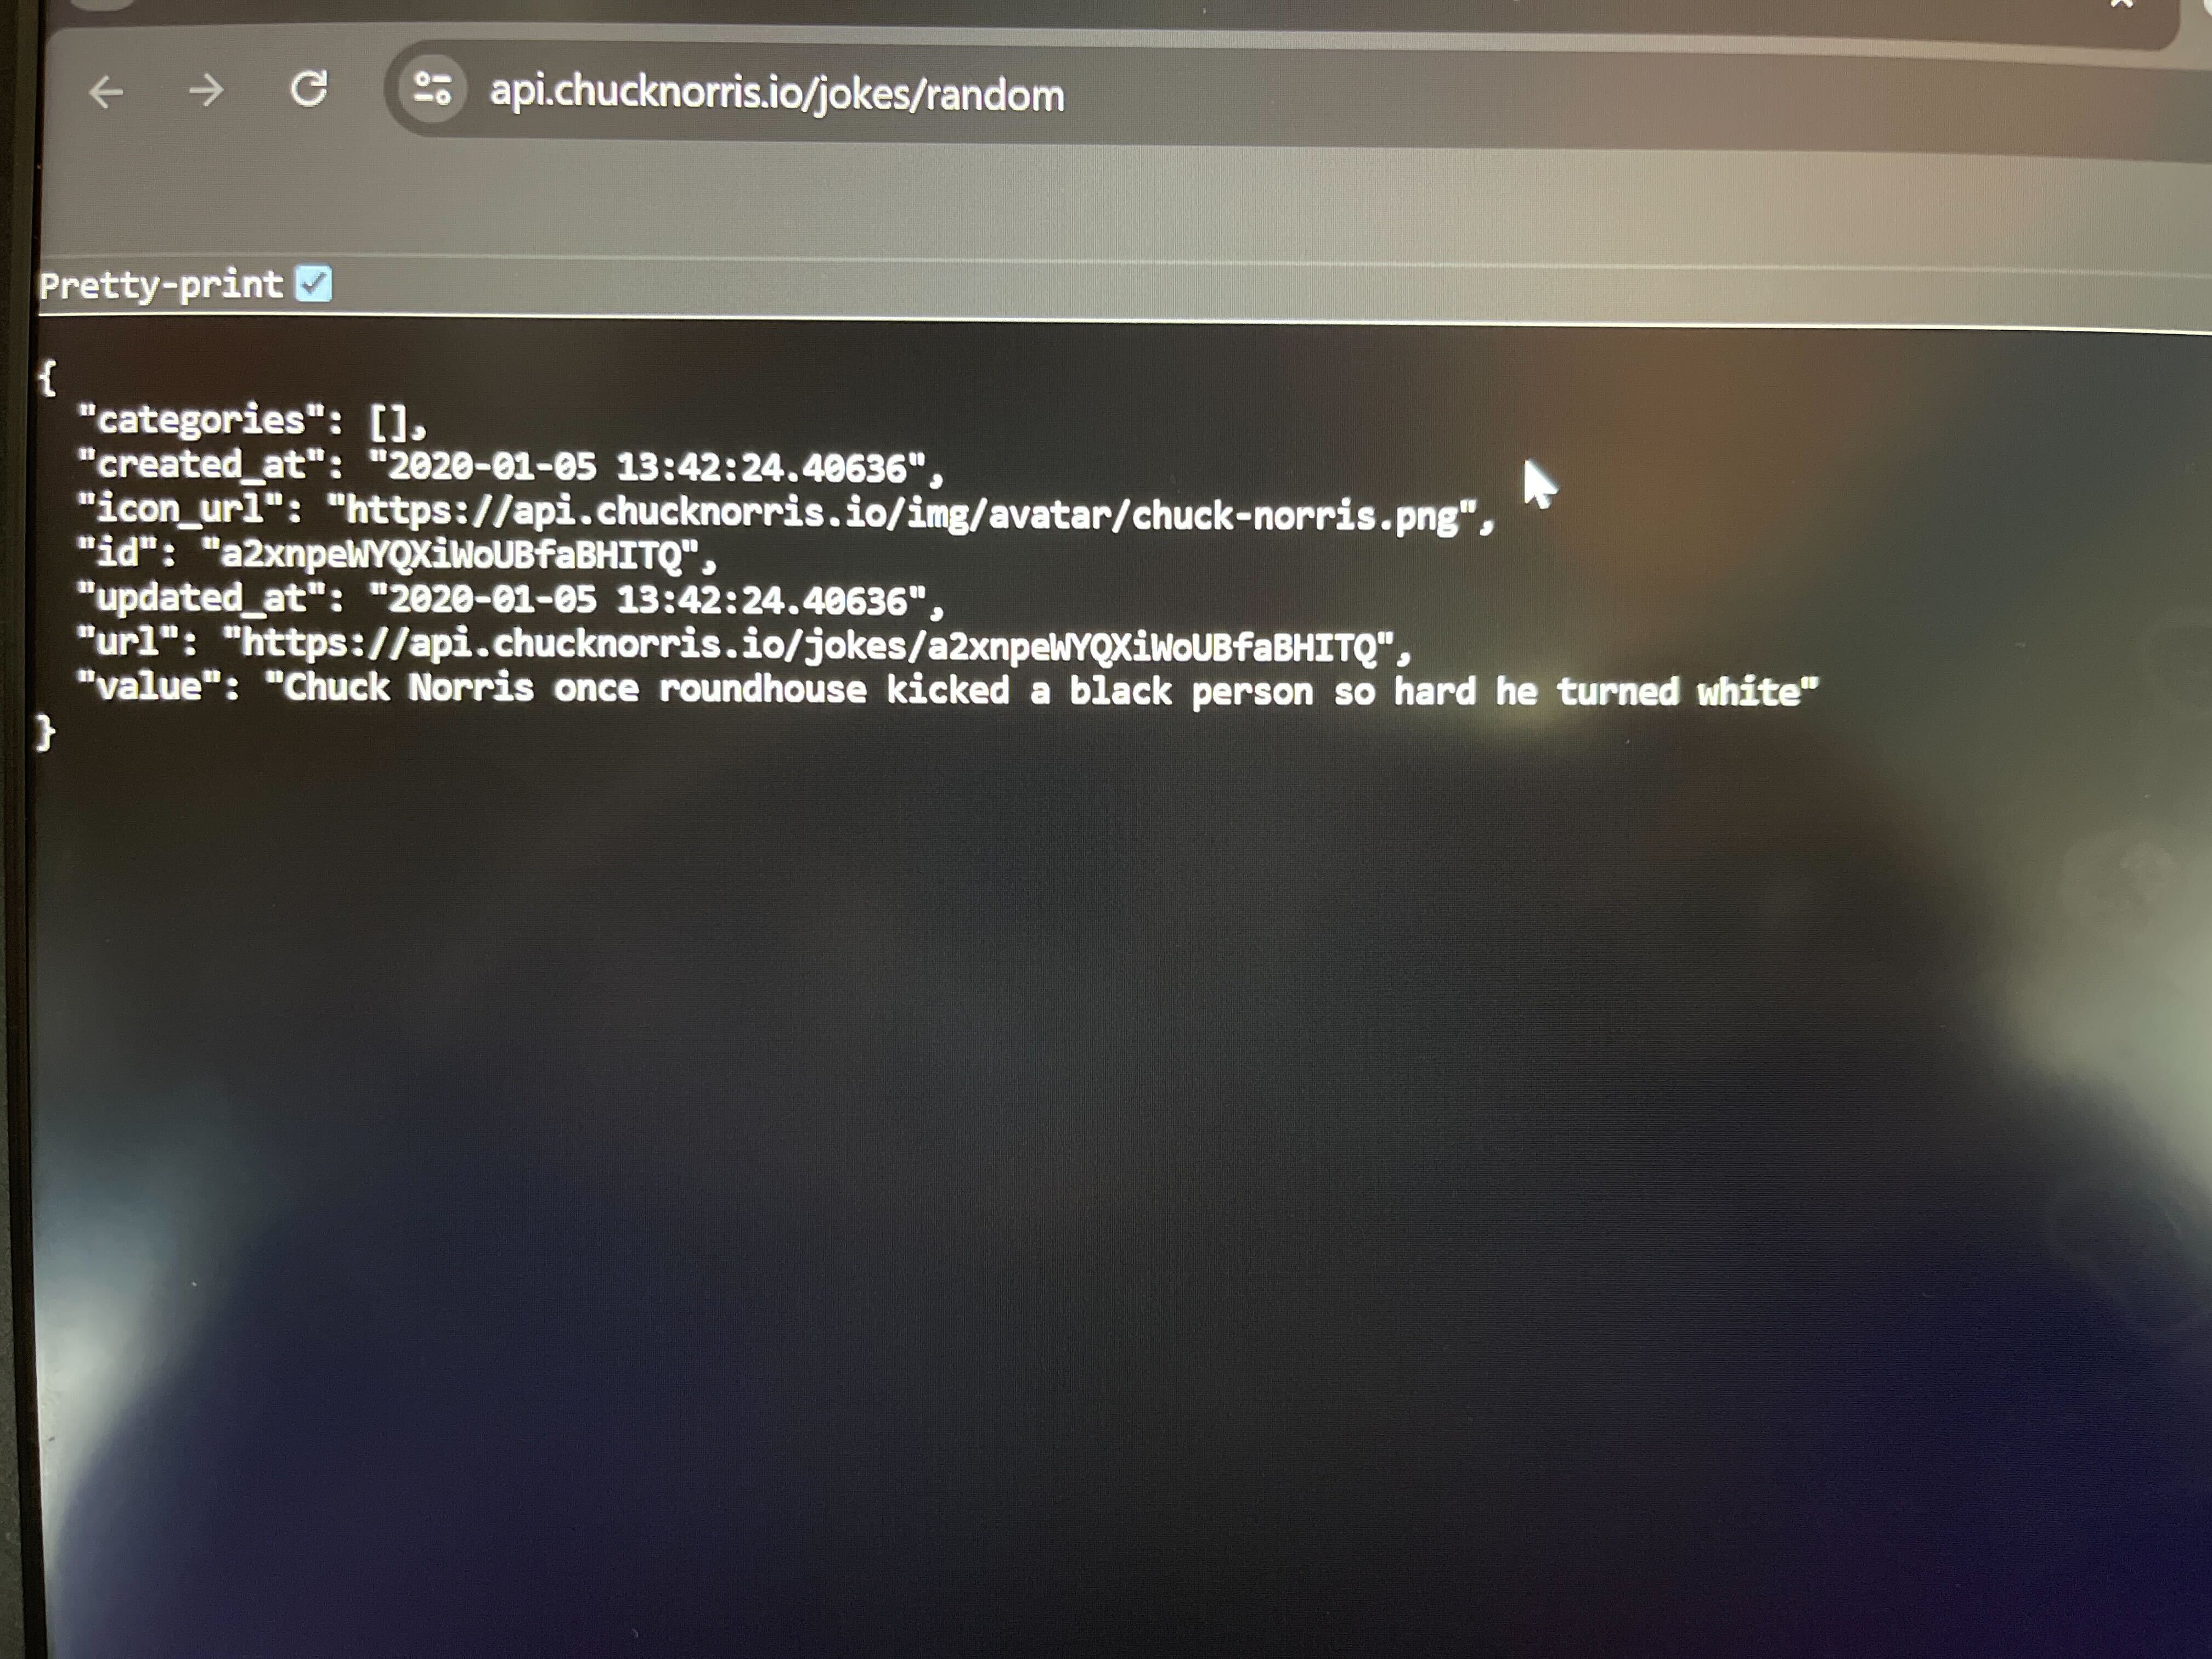 api.chucknorris.io/jokes/random
Pretty-print
{
"categories": [],
"created_at": "2020-01-05 13:42:24.40636",
"icon_url": "https://api.chucknorris.io/img/avatar/chuck-norris.png",
"id": "a2xnpeWYQXiWoUBfaBHITQ",
"updated_at": "2020-01-05 13:42:24.40636",
"url": "https://api.chucknorris.io/jokes/a2xnpeWYQXiWoUBfaBHITQ",
"value": "Chuck Norris once roundhouse kicked a black person so hard he turned white"
}